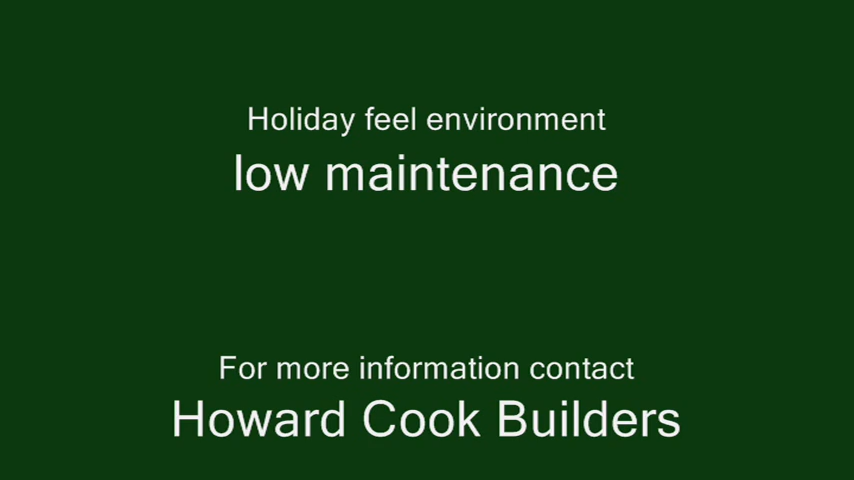 Holiday feel environment
low maintenance
For more information contact
Howard Cook Builders